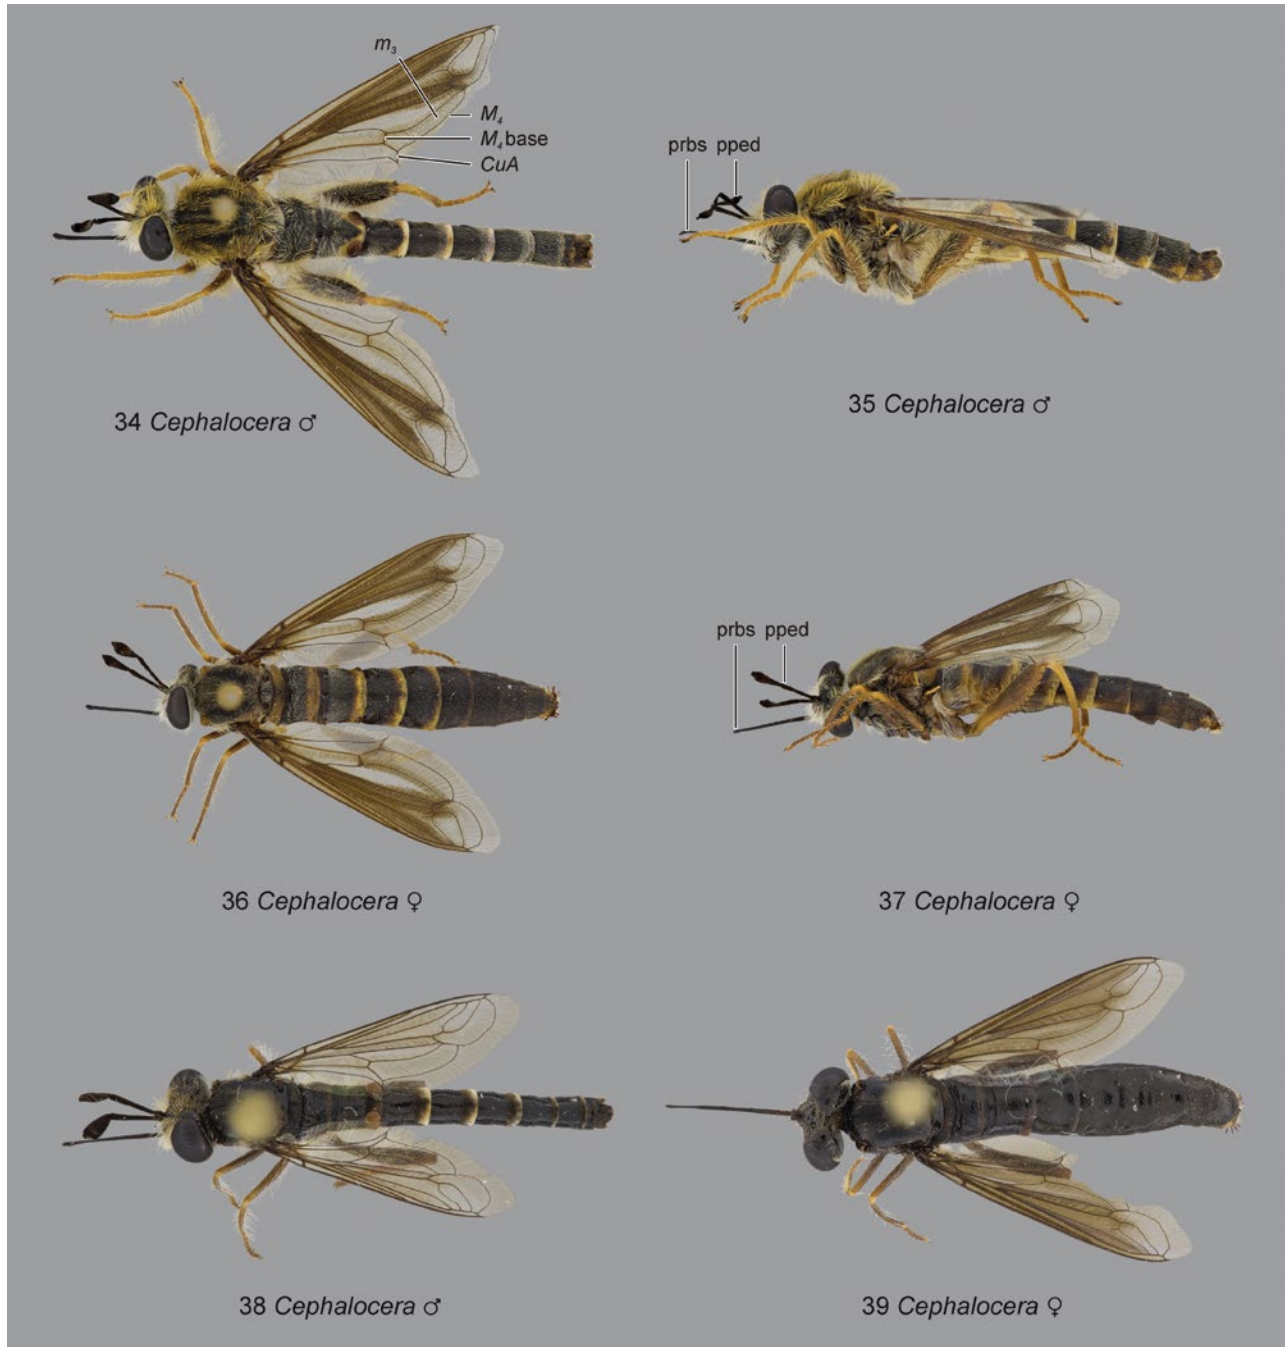 m₃
M₄
M₄ base
CuA
prbs pped
34 Cephalocera ♂
35 Cephalocera ♂
prbs pped
36 Cephalocera ♀
37 Cephalocera ♀
38 Cephalocera ♂
39 Cephalocera ♀